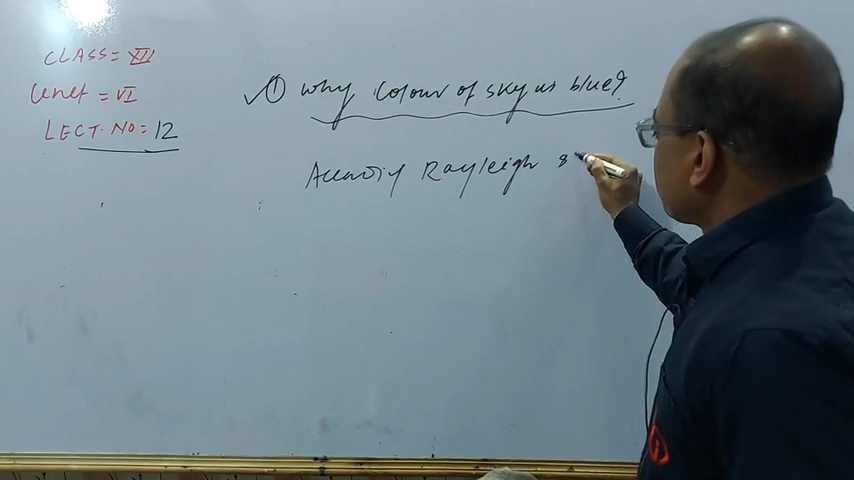 CLASS = XII
Unit = VI
LECT. NO = 12
① Why Colour of sky is blue?
According Rayleigh s